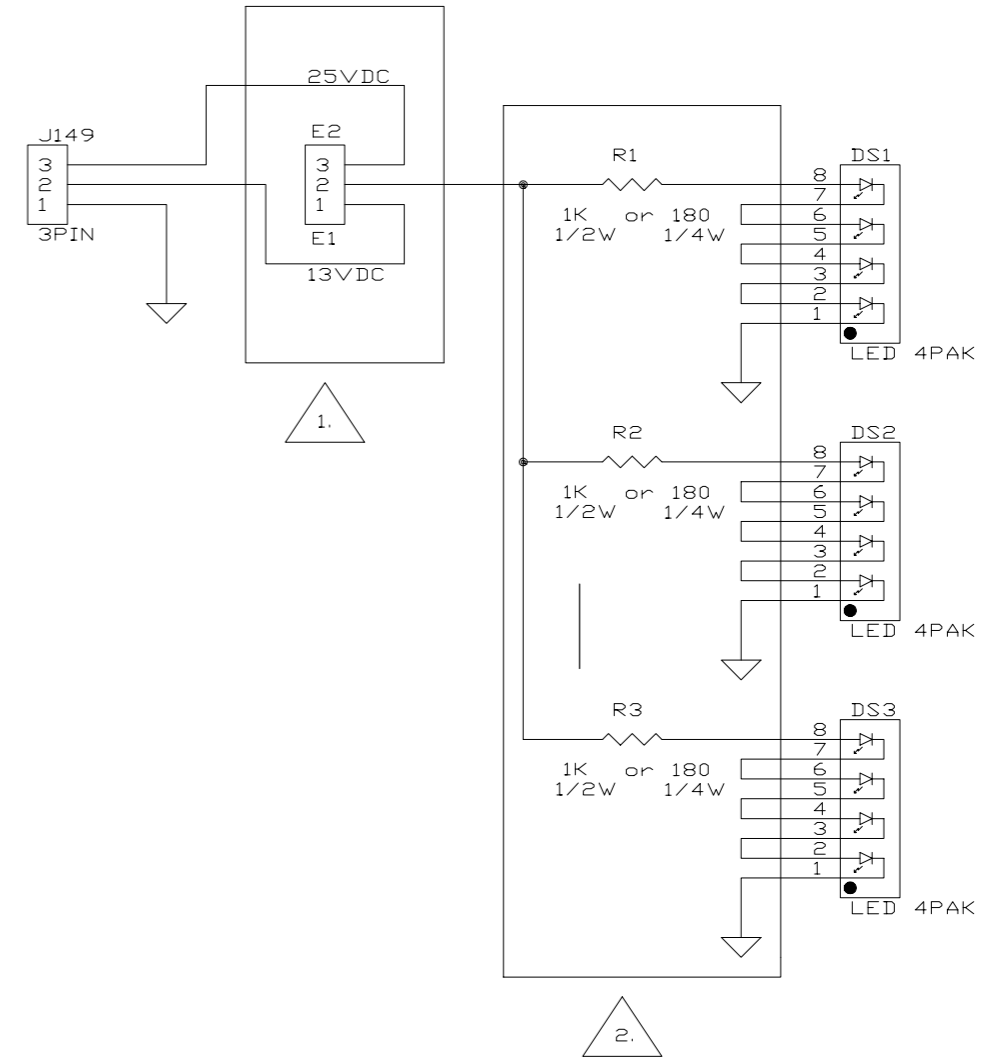 25VDC
J149
3
2
1
3PIN
E2
3
2
1
E1
13VDC
1.
R1
1K or 180
1/2W 1/4W
DS1
8
7
6
5
4
3
2
1
LED 4PAK
R2
1K or 180
1/2W 1/4W
DS2
8
7
6
5
4
3
2
1
LED 4PAK
R3
1K or 180
1/2W 1/4W
DS3
8
7
6
5
4
3
2
1
LED 4PAK
2.